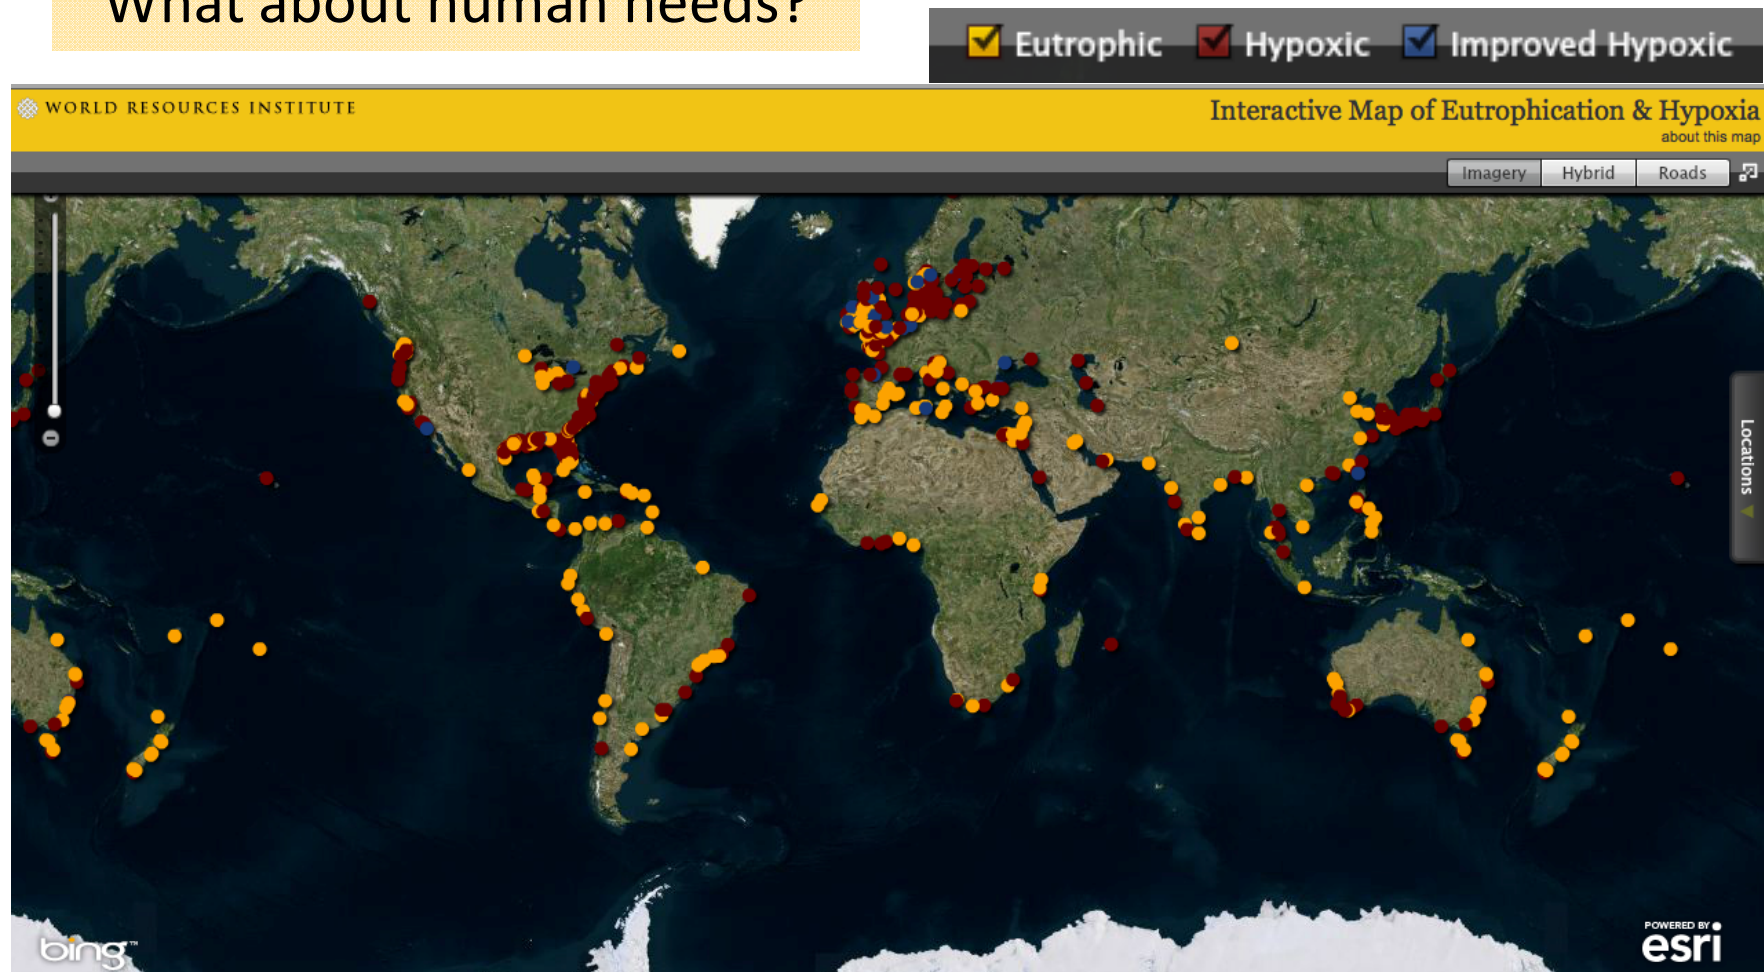 What about human needs?
Eutrophic Hypoxic Improved Hypoxic
WORLD RESOURCES INSTITUTE
Interactive Map of Eutrophication & Hypoxia
about this map
Imagery Hybrid Roads
Locations
bing™
POWERED BY
esri